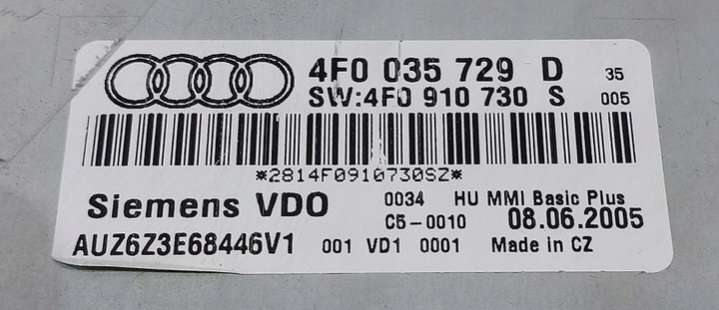 4F0 035 729 D 35
SW:4F0 910 730 S 005
*2814F0910730SZ*
Siemens VDO 0034 HU MMI Basic Plus
C5-0010 08.06.2005
AUZ6Z3E68446V1 001 VD1 0001 Made in CZ